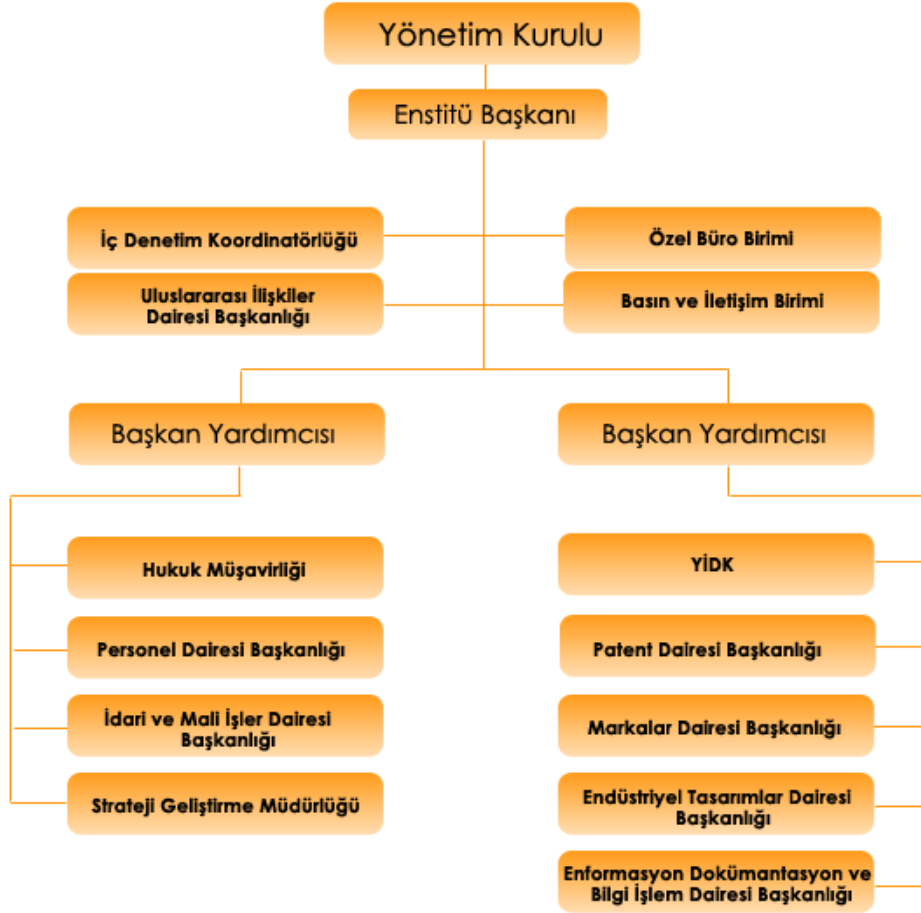 Yönetim Kurulu
Enstitü Başkanı
İç Denetim Koordinatörlüğü
Özel Büro Birimi
Uluslararası İlişkiler
Dairesi Başkanlığı
Basın ve İletişim Birimi
Başkan Yardımcısı
Başkan Yardımcısı
Hukuk Müşavirliği
Personel Dairesi Başkanlığı
İdari ve Mali İşler Dairesi
Başkanlığı
Strateji Geliştirme Müdürlüğü
YİDK
Patent Dairesi Başkanlığı
Markalar Dairesi Başkanlığı
Endüstriyel Tasarımlar Dairesi
Başkanlığı
Enformasyon Dokümantasyon ve
Bilgi İşlem Dairesi Başkanlığı